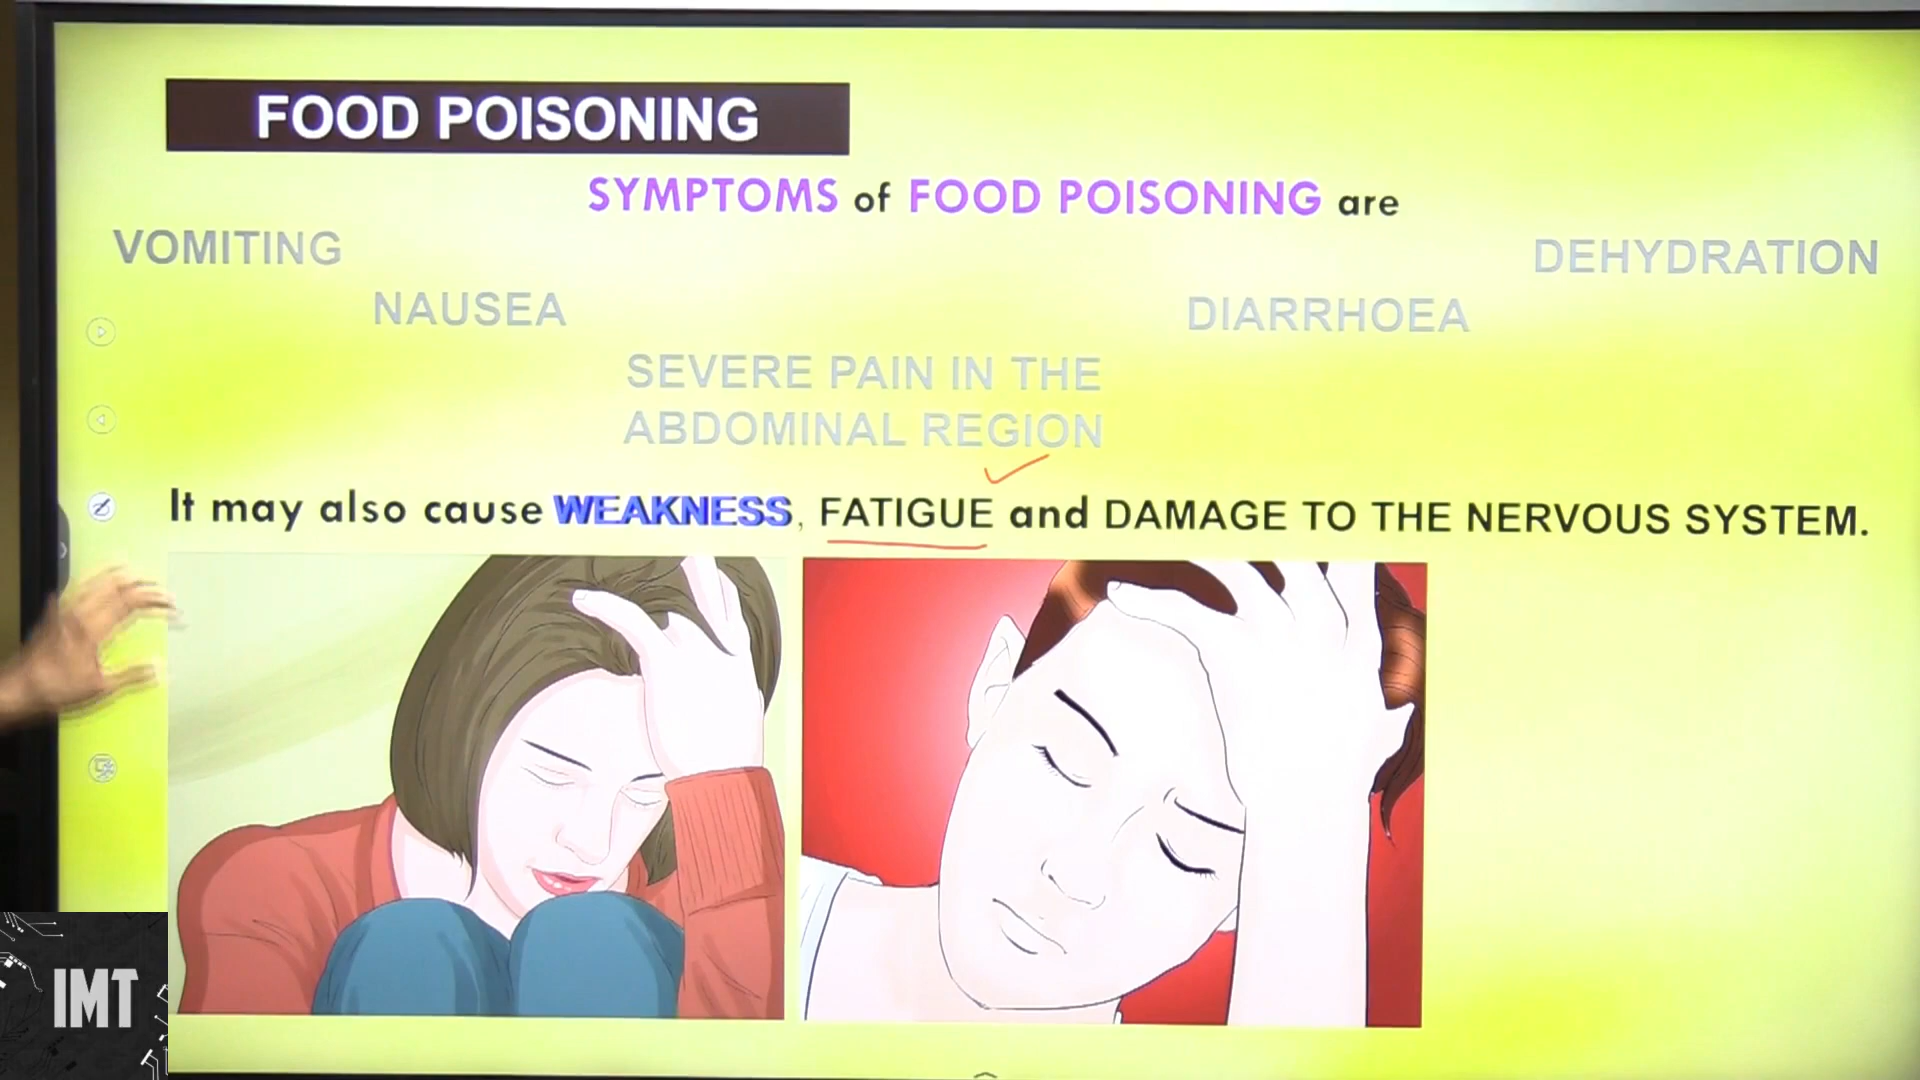 FOOD POISONING
SYMPTOMS of FOOD POISONING are
VOMITING
DEHYDRATION
NAUSEA
DIARRHOEA
SEVERE PAIN IN THE
ABDOMINAL REGION
It may also cause WEAKNESS, FATIGUE and DAMAGE TO THE NERVOUS SYSTEM.
IMT